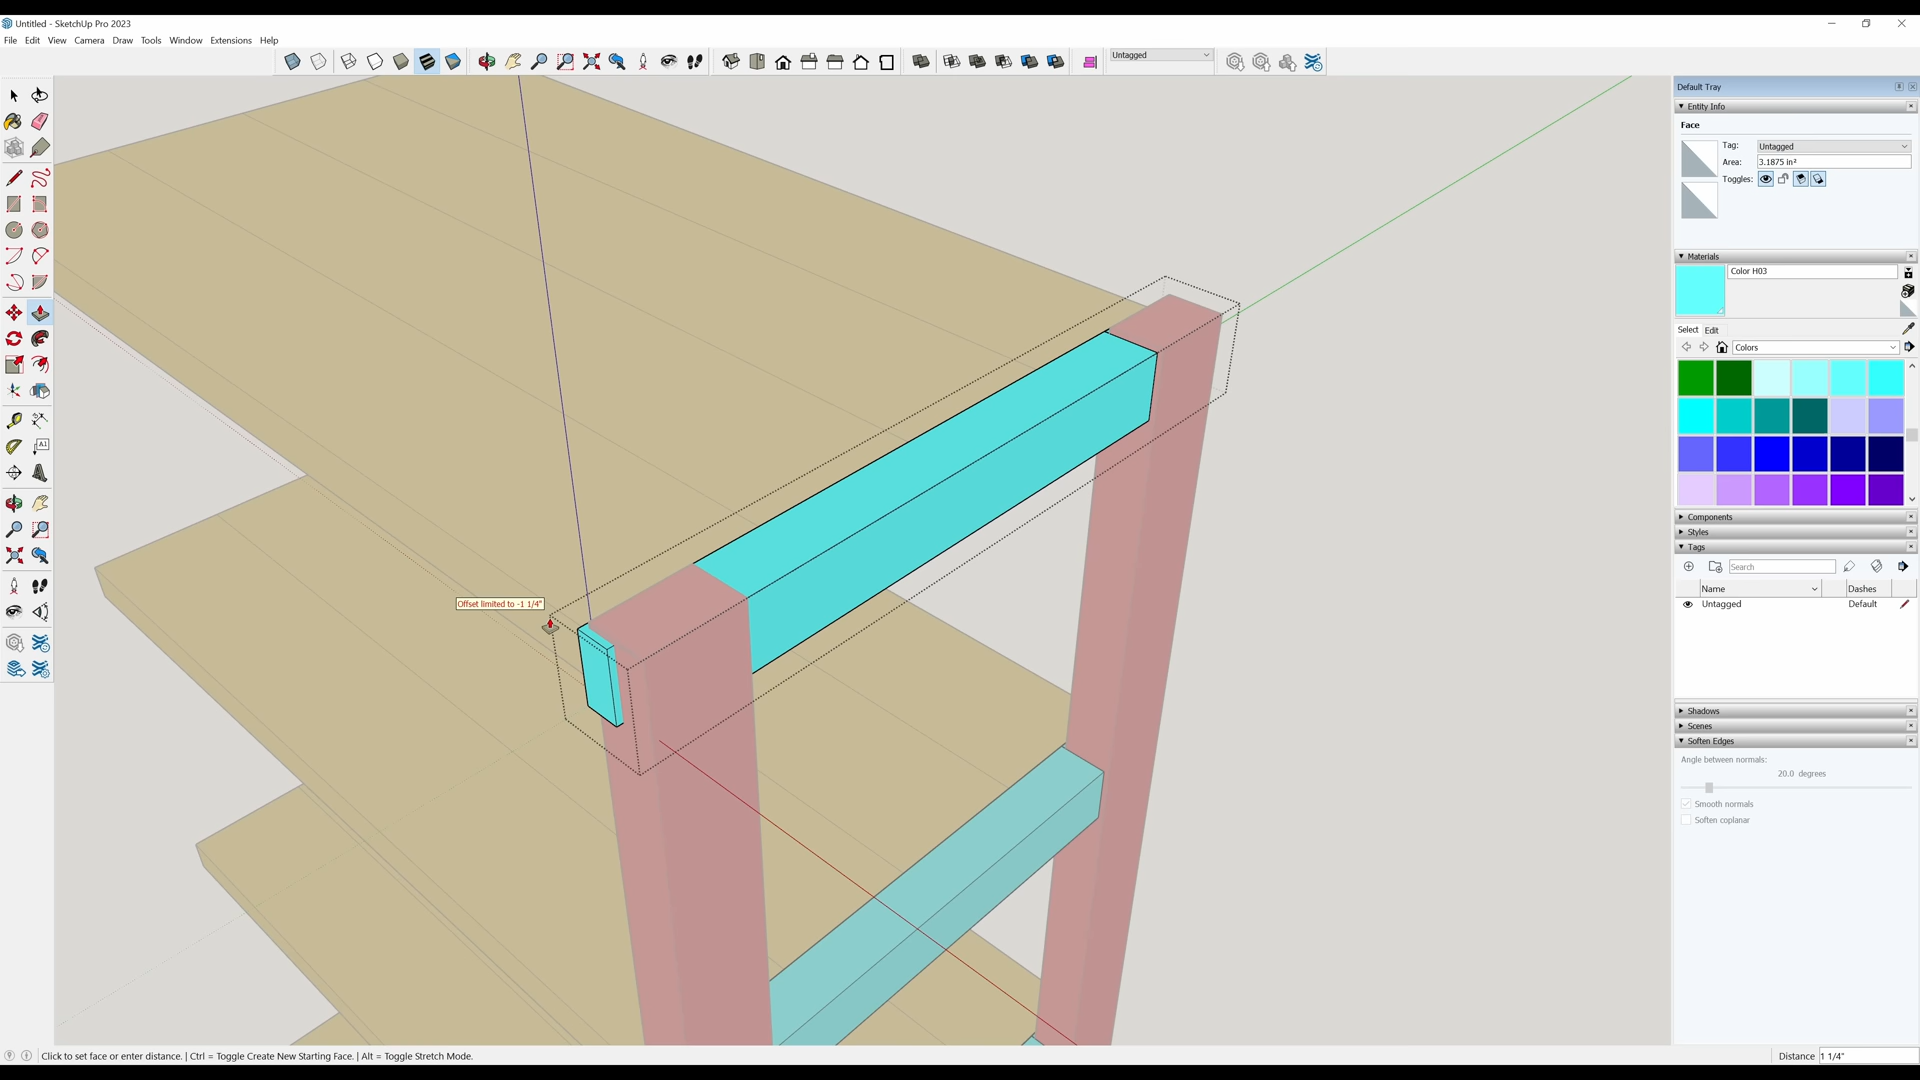 Untitled - SketchUp Pro 2023
File Edit View Camera Draw Tools Window Extensions Help
Untagged
Default Tray
Entity Info
Face
Tag: Untagged
Area: 3.1875 in²
Toggles:
Materials
Color H03
Select Edit
Colors
Components
Styles
Tags
Search
Name Dashes
Untagged Default
Shadows
Scenes
Soften Edges
Angle between normals:
20.0 degrees
Smooth normals
Soften coplanar
A1
Offset limited to -1 1/4"
Click to set face or enter distance. | Ctrl = Toggle Create New Starting Face. | Alt = Toggle Stretch Mode.
Distance 1 1/4"